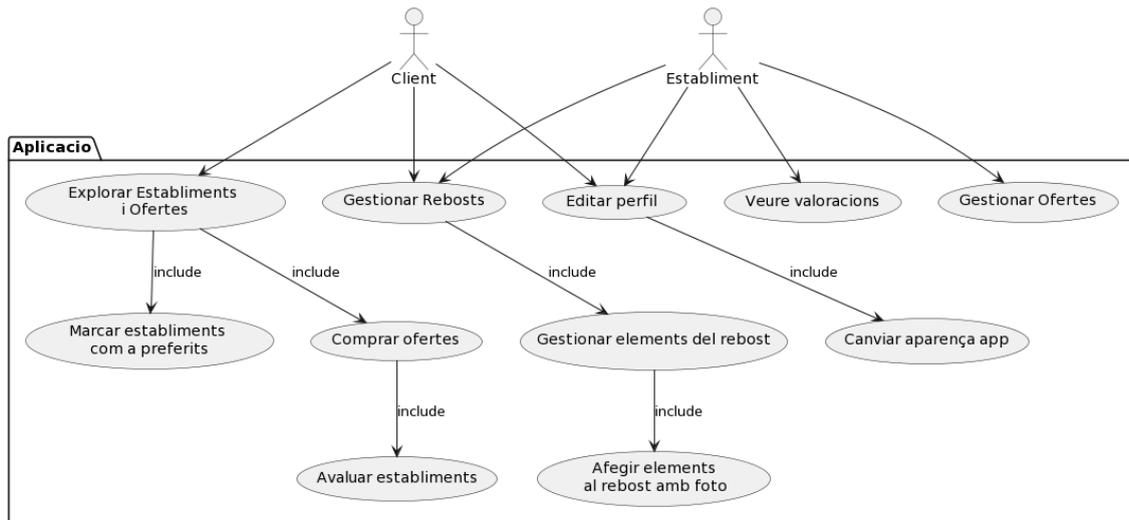 Client
Establiment
Aplicacio
Explorar Establiments
i Ofertes
Gestionar Rebosts
Editar perfil
Veure valoracions
Gestionar Ofertes
include
include
include
include
Marcar establiments
com a preferits
Comprar ofertes
Gestionar elements del rebost
Canviar aparença app
include
include
Avaluar establiments
Afegir elements
al rebost amb foto